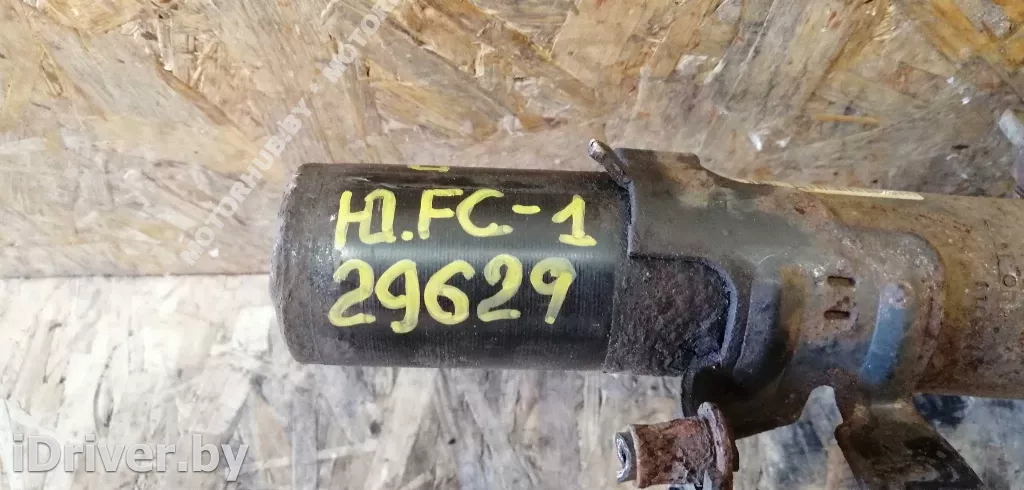 MOTORHUB.BY - MOTOR
Н.Д.FC-1
29629
iDriver.by